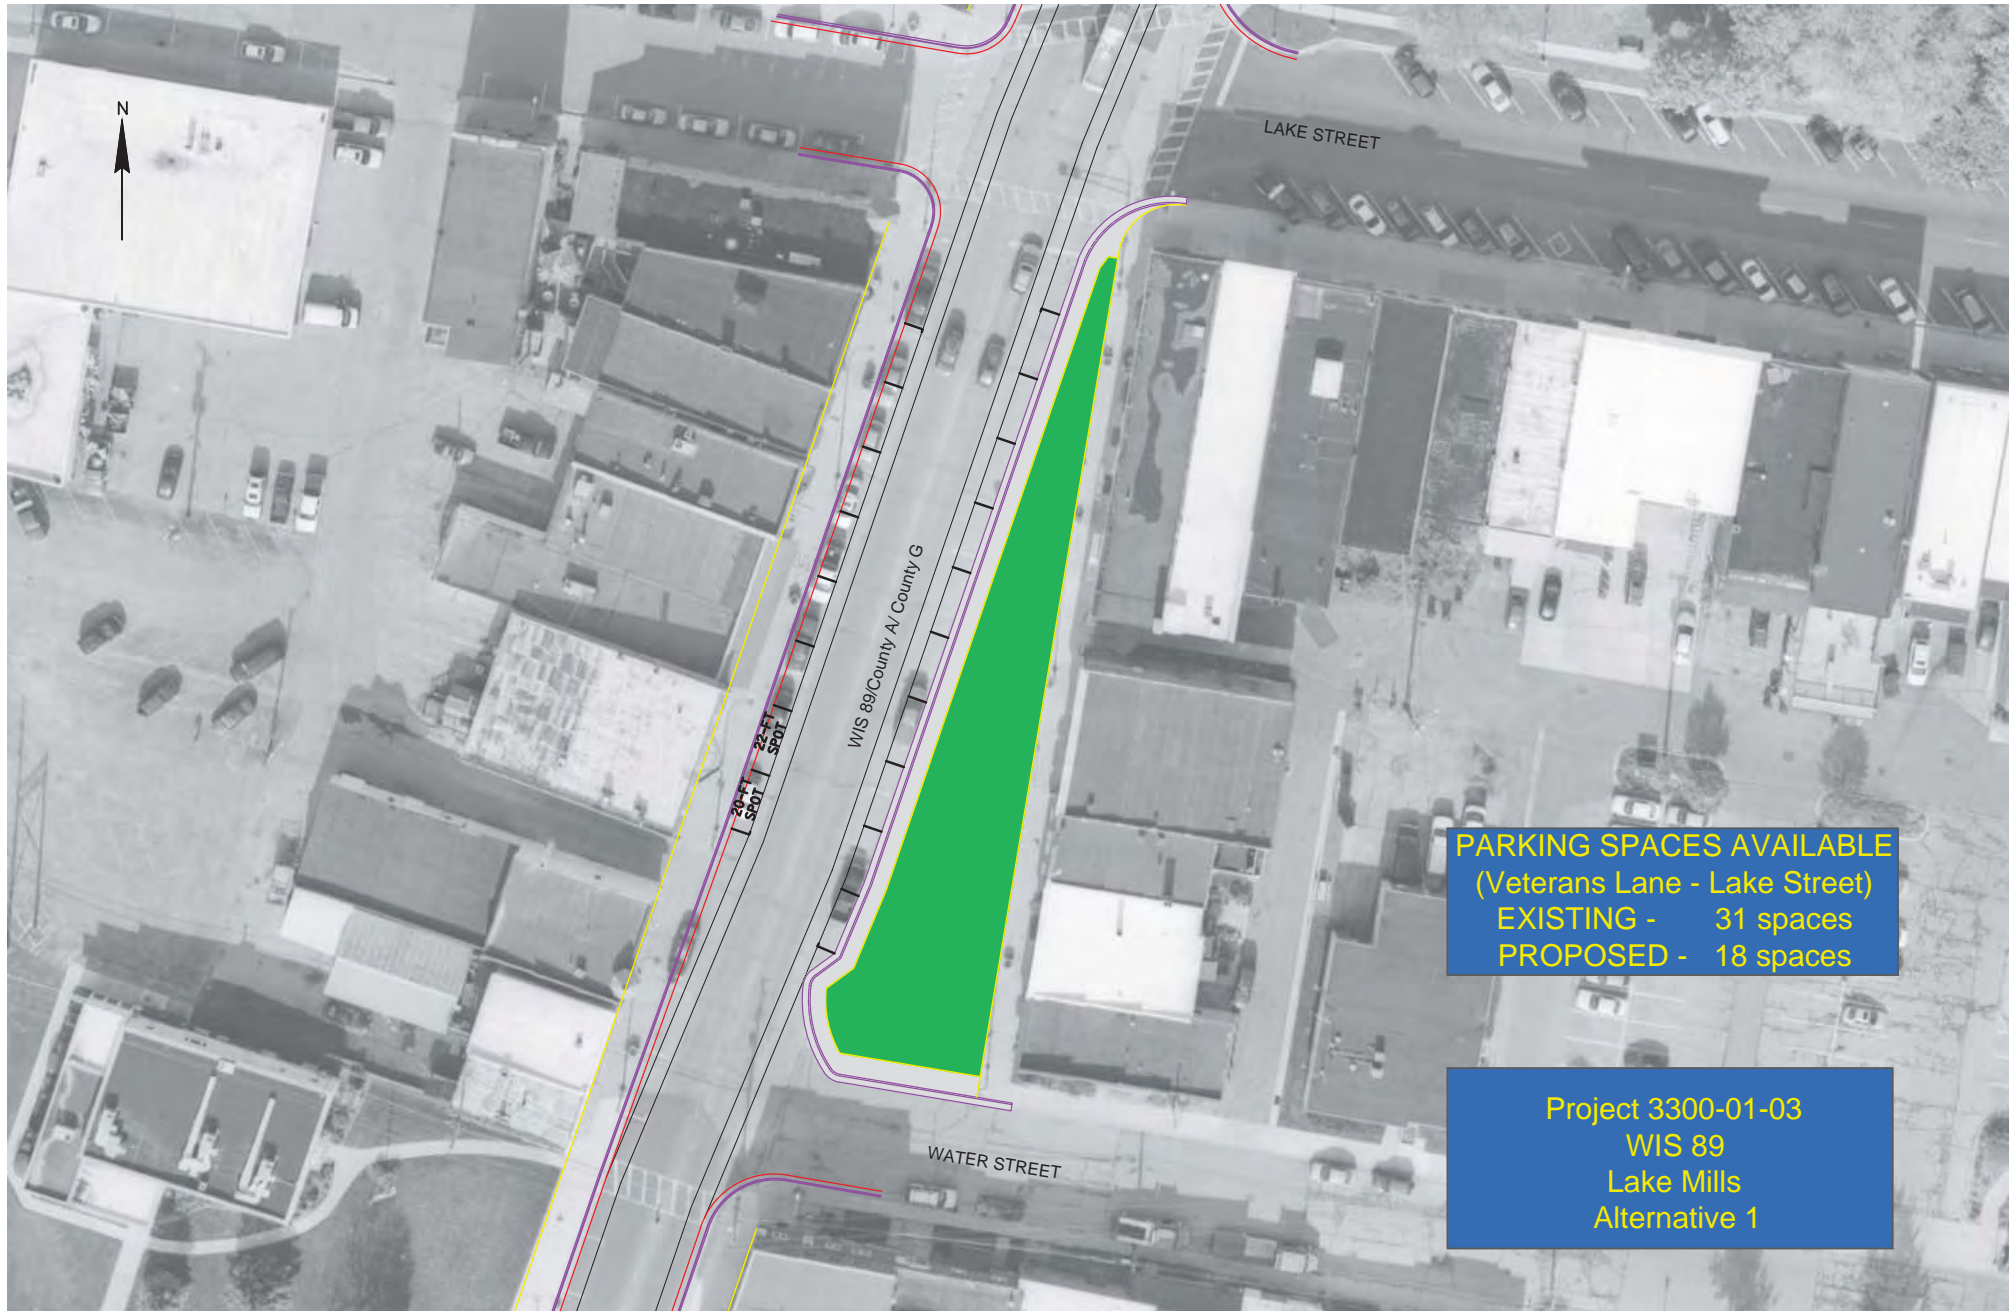 N
LAKE STREET
WIS 89/County A/ County G
22-FT
SPOT
20-FT
SPOT
PARKING SPACES AVAILABLE
(Veterans Lane - Lake Street)
EXISTING - 31 spaces
PROPOSED - 18 spaces
WATER STREET
Project 3300-01-03
WIS 89
Lake Mills
Alternative 1